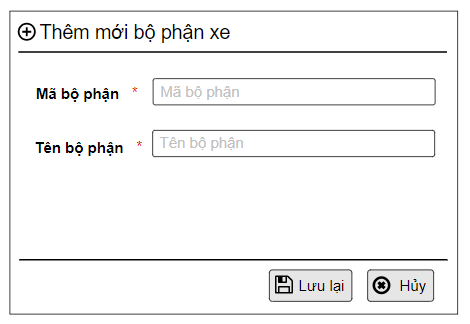 Thêm mới bộ phận xe
Mã bộ phận * Mã bộ phận
Tên bộ phận * Tên bộ phận
Lưu lại Hủy